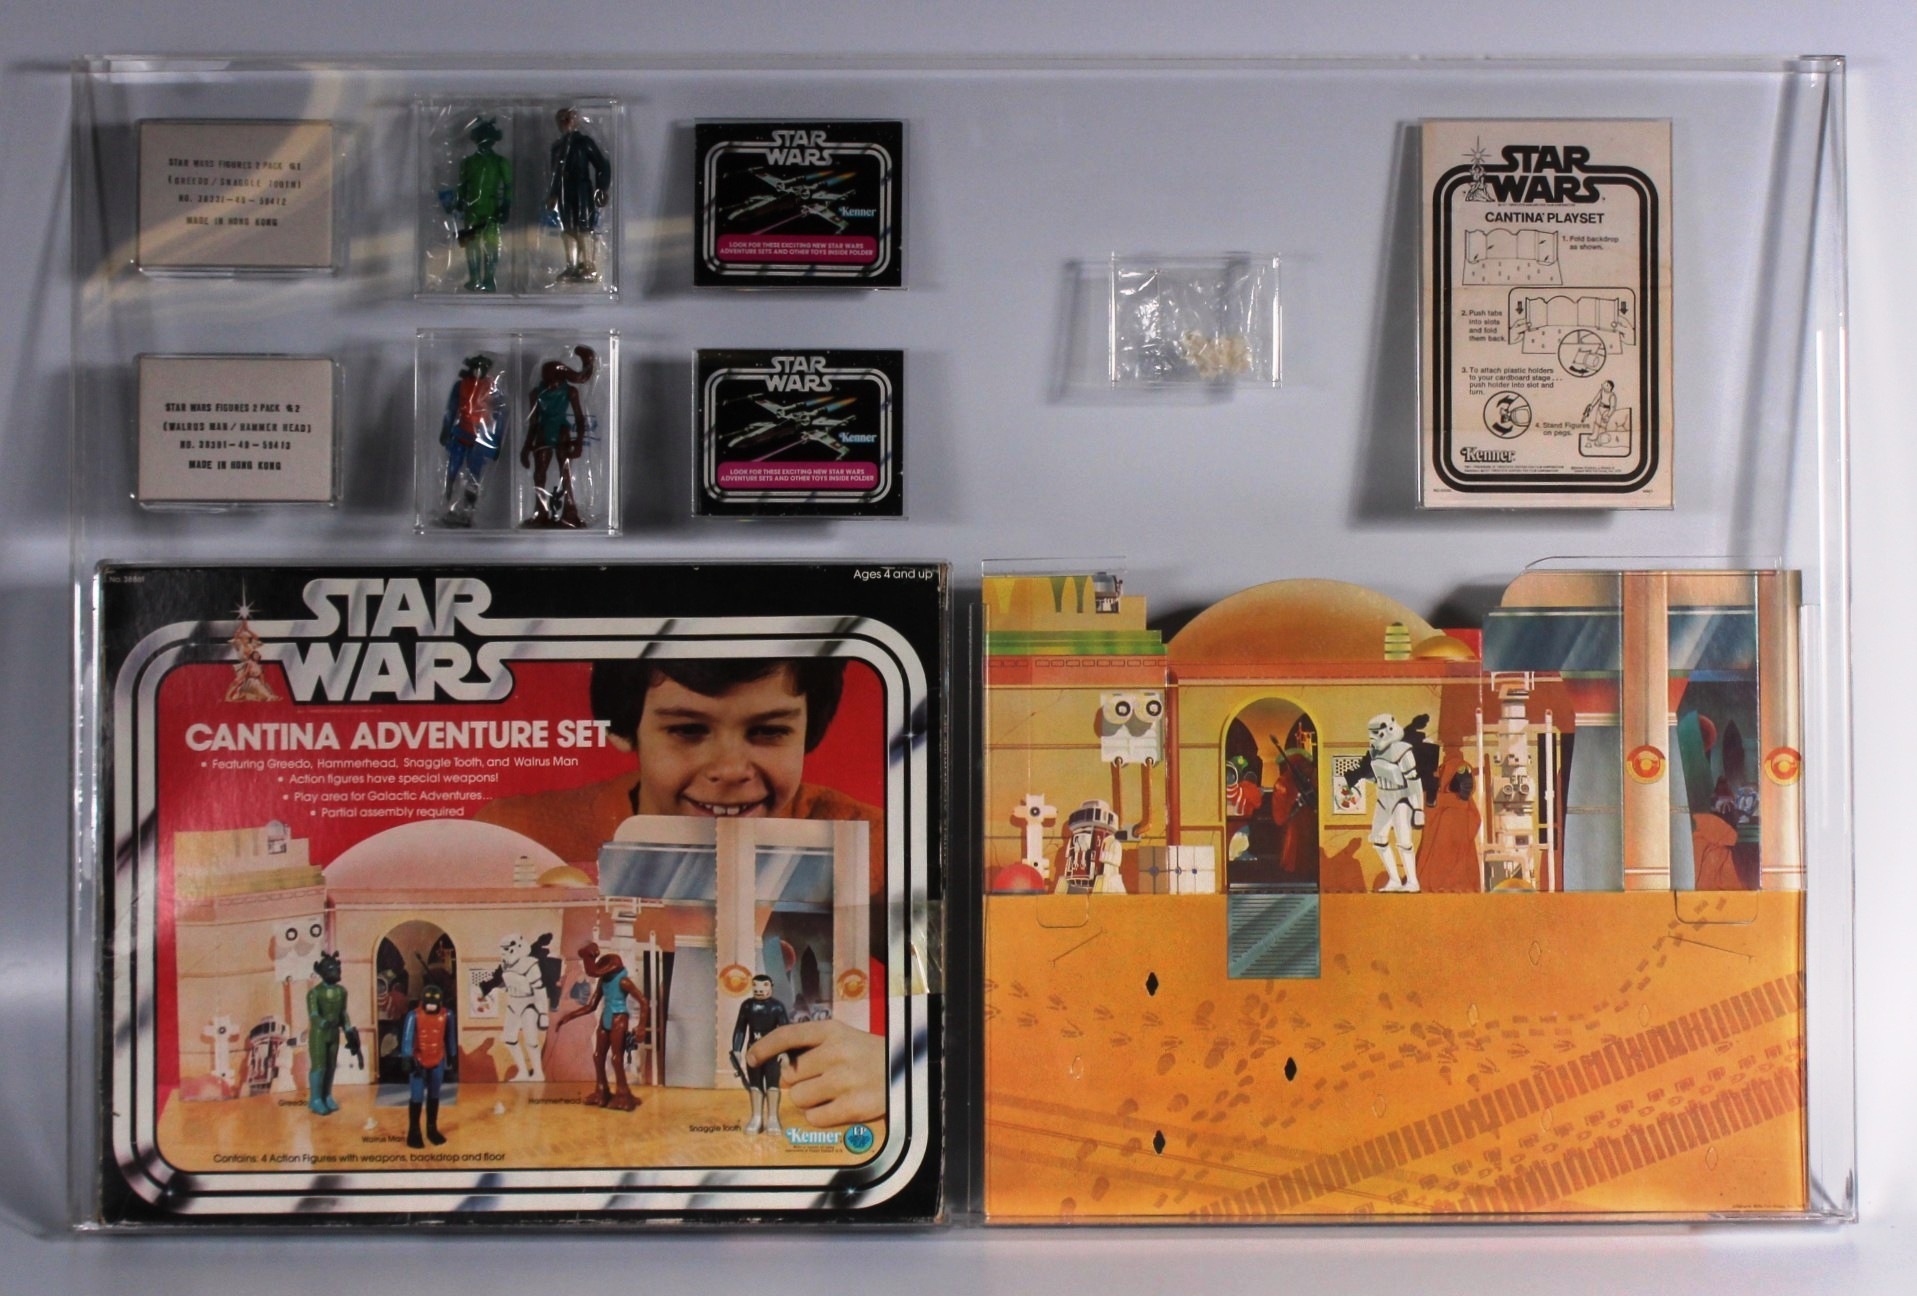 STAR WARS FIGURES 2 PACK #1
(GREEDO / SNAGGLE TOOTH)
MADE IN HONG KONG
STAR
WARS
Kenner
LOOK FOR THESE EXCITING NEW STAR WARS
ADVENTURE SETS AND OTHER TOYS INSIDE FOLDER
STAR
WARS
CANTINA PLAYSET
1. Fold backdrop
as shown.
2. Push tabs
into slots
and fold
them back.
3. To attach plastic holders
to your cardboard stage...
push holder into slot and
turn.
4. Stand Figures
on pegs.
Kenner
STAR WARS FIGURES 2 PACK #2
(WALRUS MAN / HAMMER HEAD)
MADE IN HONG KONG
STAR
WARS
Kenner
LOOK FOR THESE EXCITING NEW STAR WARS
ADVENTURE SETS AND OTHER TOYS INSIDE FOLDER
Ages 4 and up
STAR
WARS
CANTINA ADVENTURE SET
• Featuring Greedo, Hammerhead, Snaggle Tooth, and Walrus Man
• Action figures have special weapons!
• Play area for Galactic Adventures...
• Partial assembly required
Greedo
Hammerhead
Snaggle Tooth
Walrus Man
Kenner
Contains: 4 Action Figures with weapons, backdrop and floor